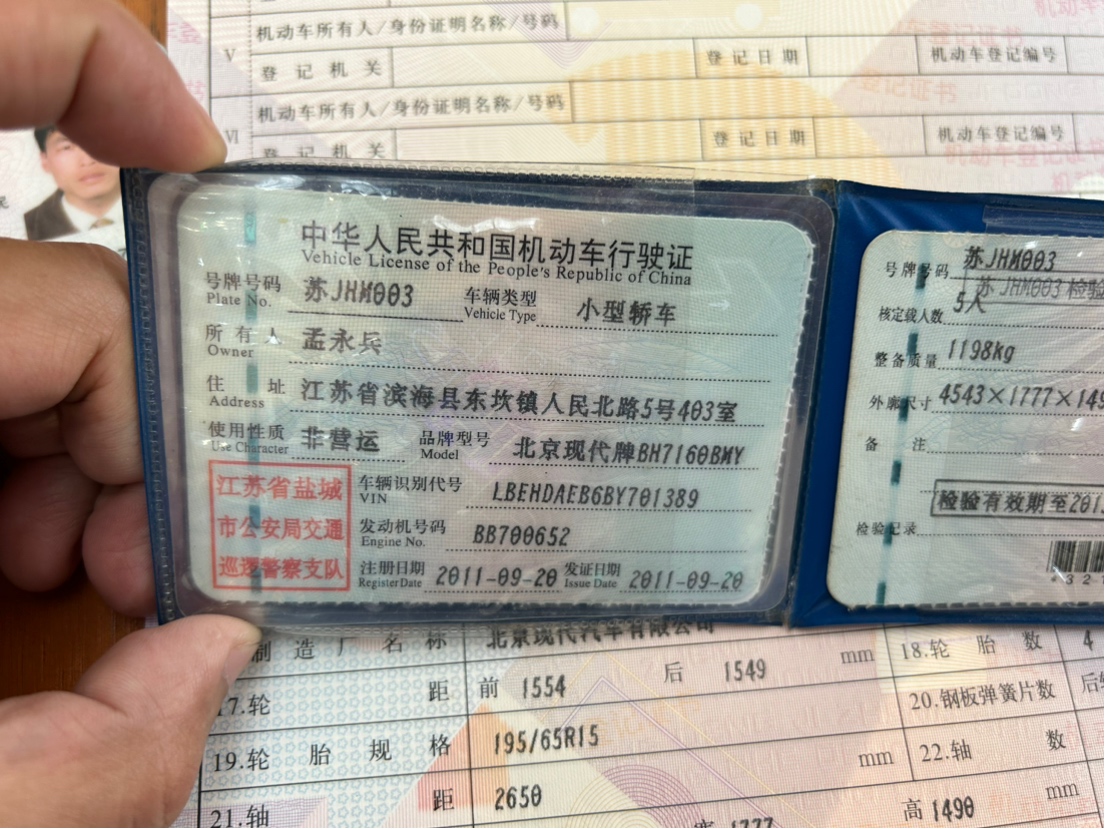 机动车所有人/身份证明名称/号码
V
登记机关
登记日期
机动车登记编号
机动车所有人/身份证明名称/号码
VI
登记机关
登记日期
机动车登记编号
中华人民共和国机动车行驶证
Vehicle License of the People's Republic of China
号牌号码 苏JHM003 车辆类型 小型轿车
Plate No. Vehicle Type
所有人 孟永兵
Owner
住址 江苏省滨海县东坎镇人民北路5号403室
Address
使用性质 非营运 品牌型号 北京现代牌BH7160BMY
Use Character Model
江苏省盐城
市公安局交通
巡逻警察支队
车辆识别代号 LBEHDAEB6BY701389
VIN
发动机号码 BB700652
Engine No.
注册日期 2011-09-20 发证日期 2011-09-20
Register Date Issue Date
号牌号码 苏JHM003
苏JHM003检验
核定载人数 5人
整备质量 1198kg
外廓尺寸 4543×1777×149
备注
检验有效期至201
检验记录
制造厂名称 北京现代汽车有限公司
17.轮距 前 1554 后 1549 mm
18.轮胎数 4
19.轮胎规格 195/65R15
20.钢板弹簧片数 后
21.轴距 2650 mm
22.轴数
1777 高 1490 mm